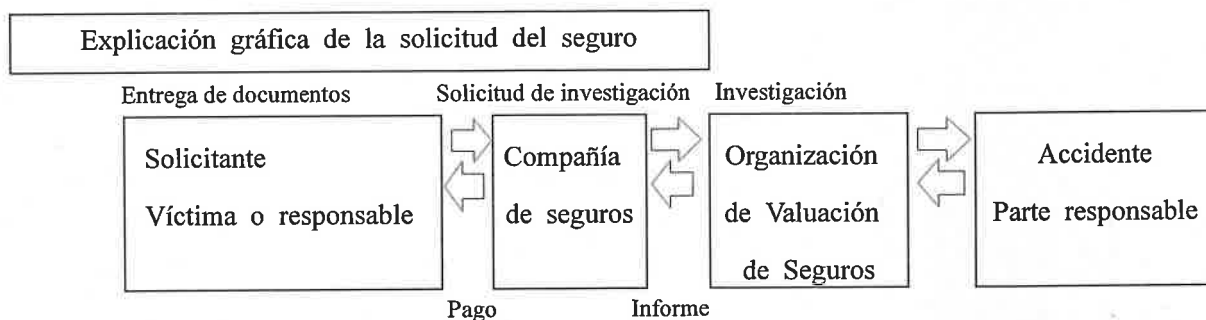 Explicación gráfica de la solicitud del seguro
Entrega de documentos
Solicitud de investigación
Investigación
Solicitante
Víctima o responsable
Compañía
de seguros
Organización
de Valuación
de Seguros
Accidente
Parte responsable
Pago
Informe